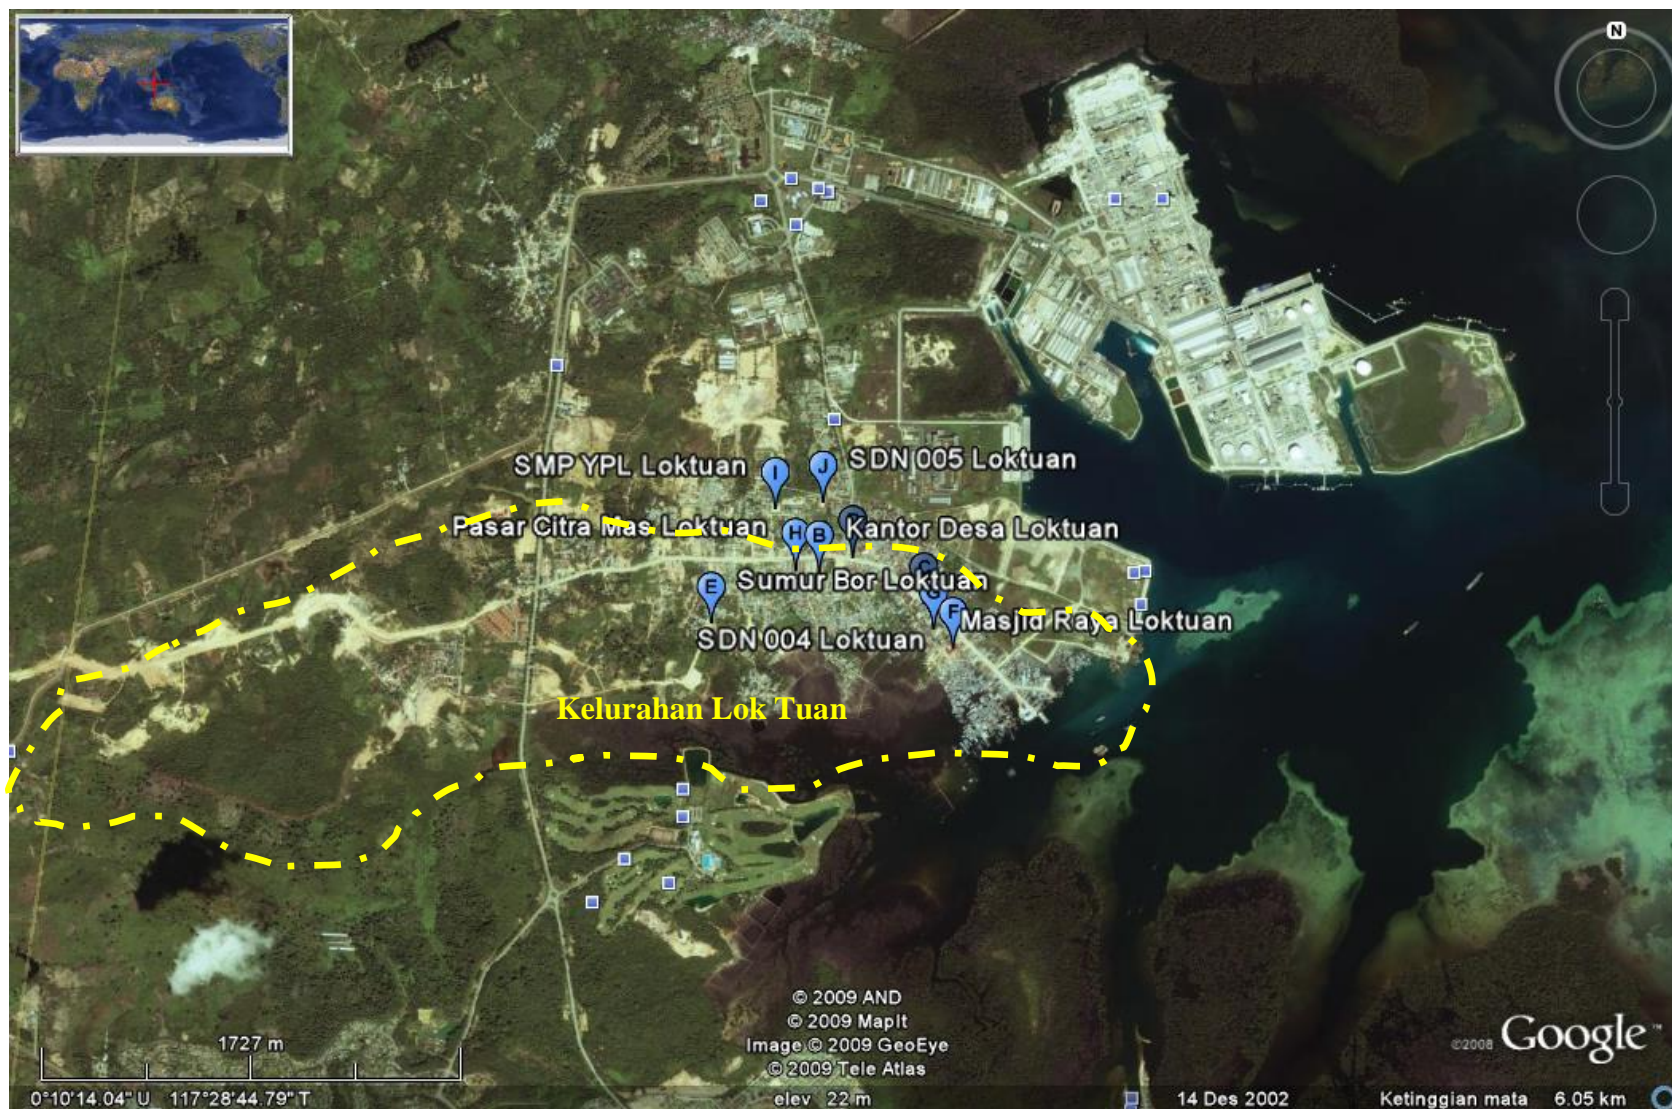 N
SMP YPL Loktuan
I
J
SDN 005 Loktuan
Pasar Citra Mas Loktuan
H
B
Kantor Desa Loktuan
C
E
Sumur Bor Loktuan
F
Masjid Raya Loktuan
SDN 004 Loktuan
Kelurahan Lok Tuan
© 2009 AND
© 2009 MapIt
Image © 2009 GeoEye
© 2009 Tele Atlas
©2008 Google™
1727 m
0°10'14.04" U 117°28'44.79" T
elev 22 m
14 Des 2002
Ketinggian mata 6.05 km